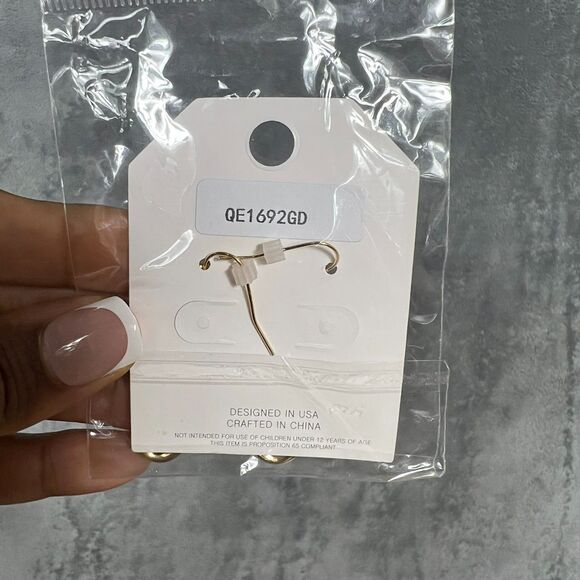 QE1692GD
DESIGNED IN USA
CRAFTED IN CHINA
NOT INTENDED FOR USE OF CHILDREN UNDER 12 YEARS OF AGE
THIS ITEM IS PROPOSITION 65 COMPLIANT